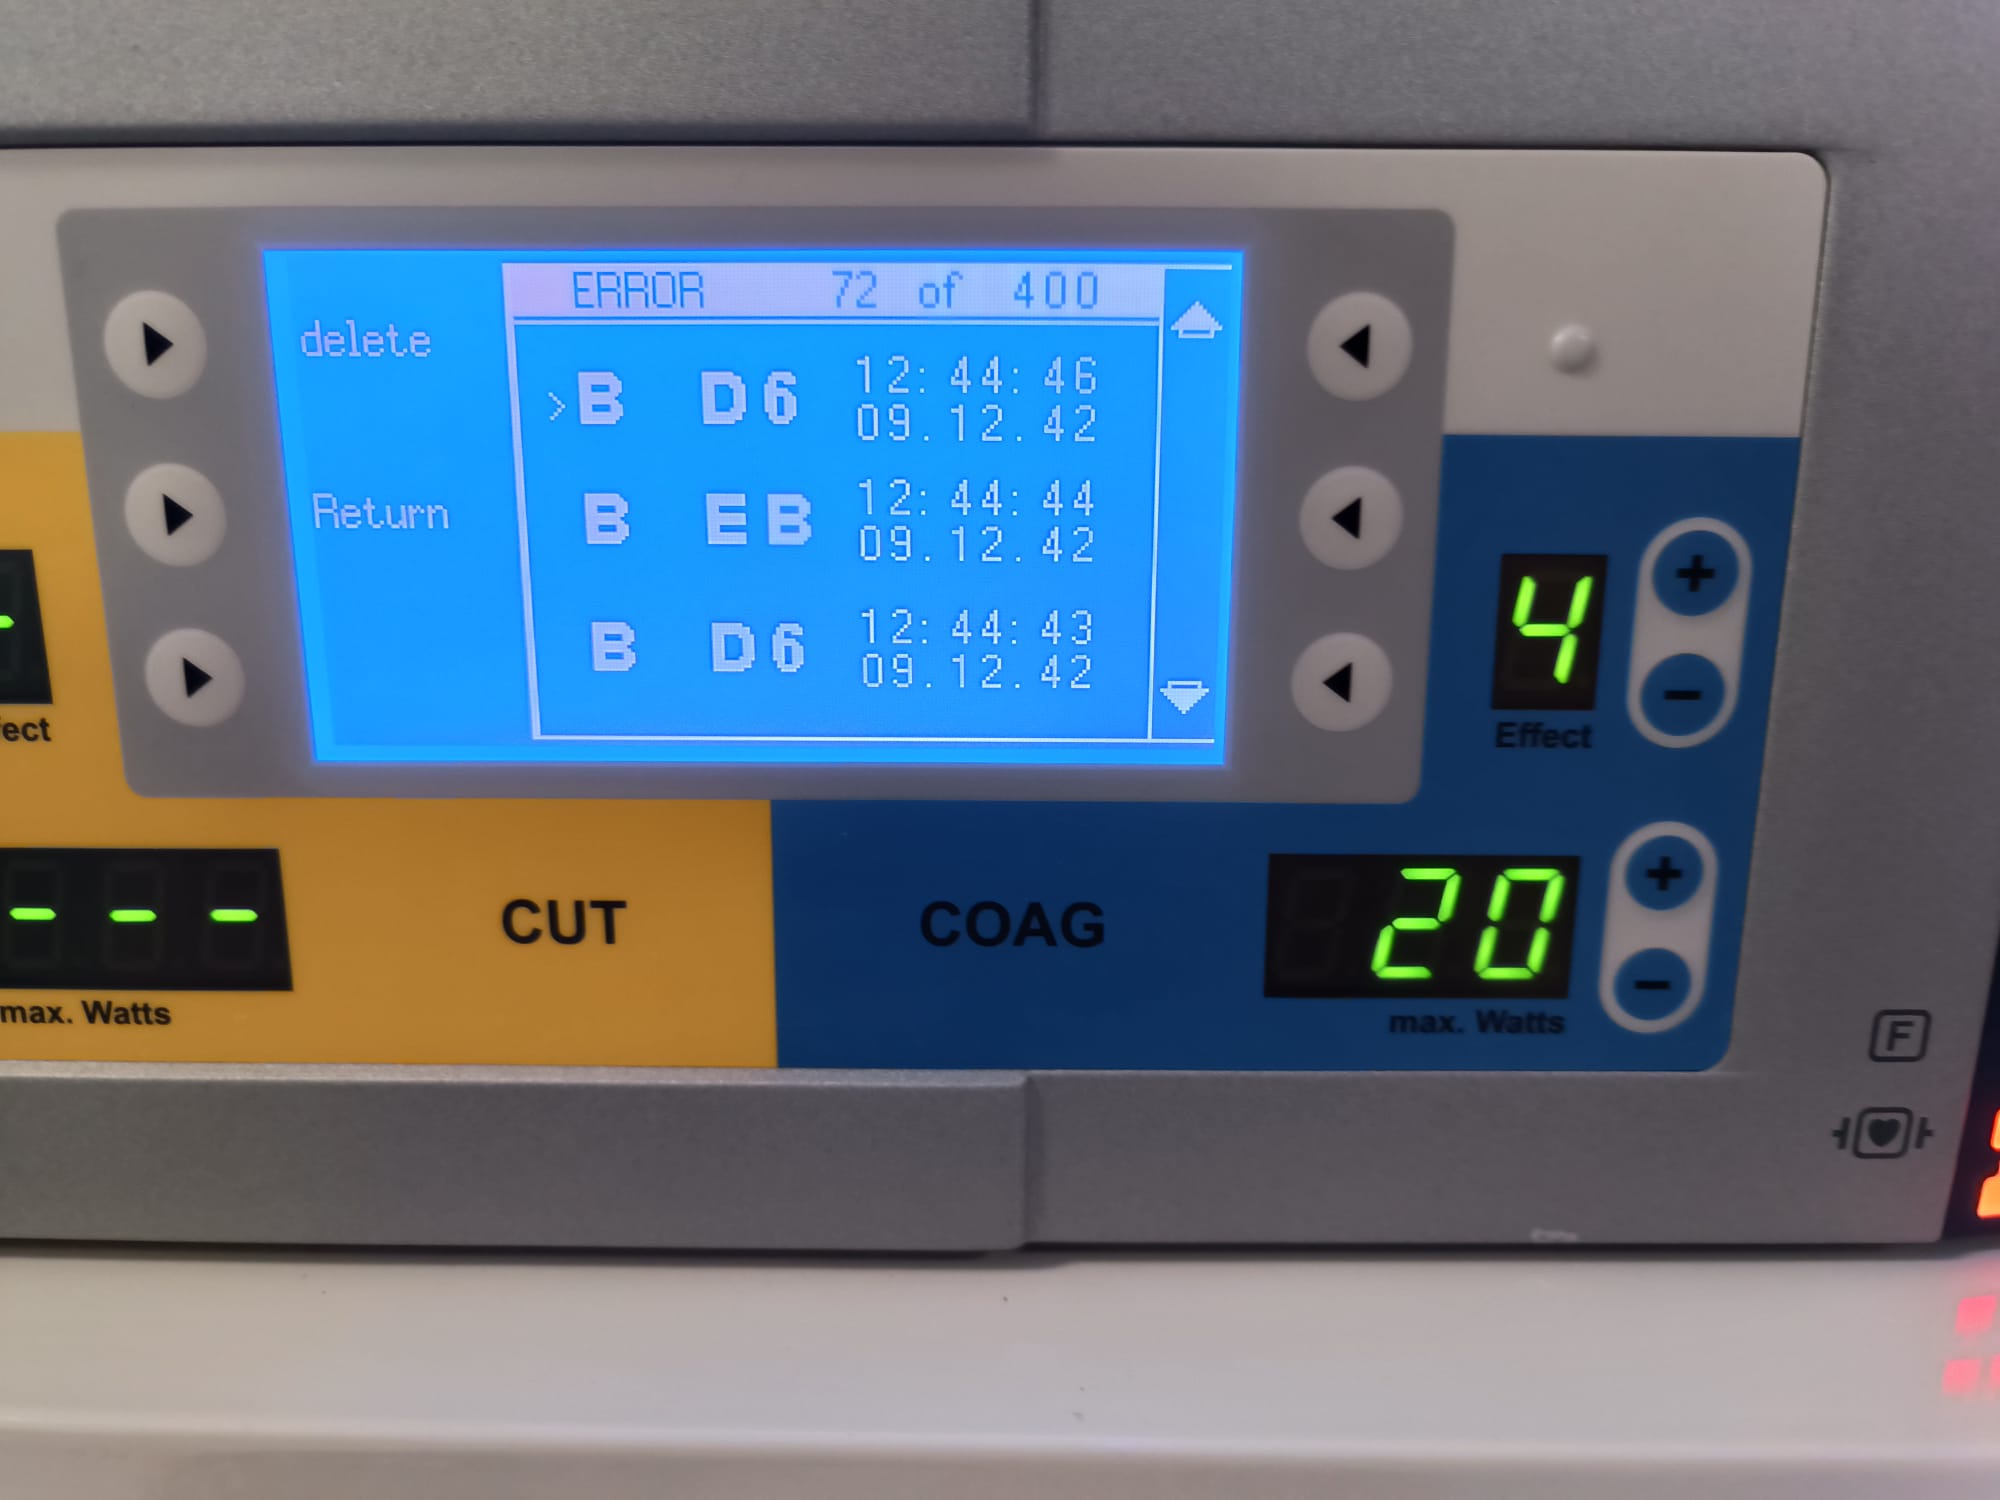 ERROR 72 of 400
delete
>B D6 12:44:46
09.12.42
B EB 12:44:44
09.12.42
Return
B D6 12:44:43
09.12.42
4
Effect
ect
- - -
max. Watts
CUT
COAG
20
max. Watts
F